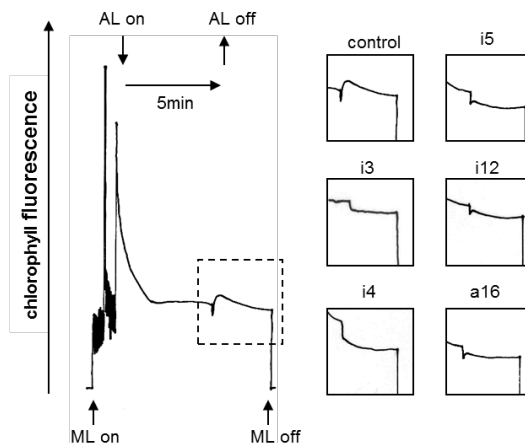 AL on
AL off
5min
chlorophyll fluorescence
ML on
ML off
control
i5
i3
i12
i4
a16